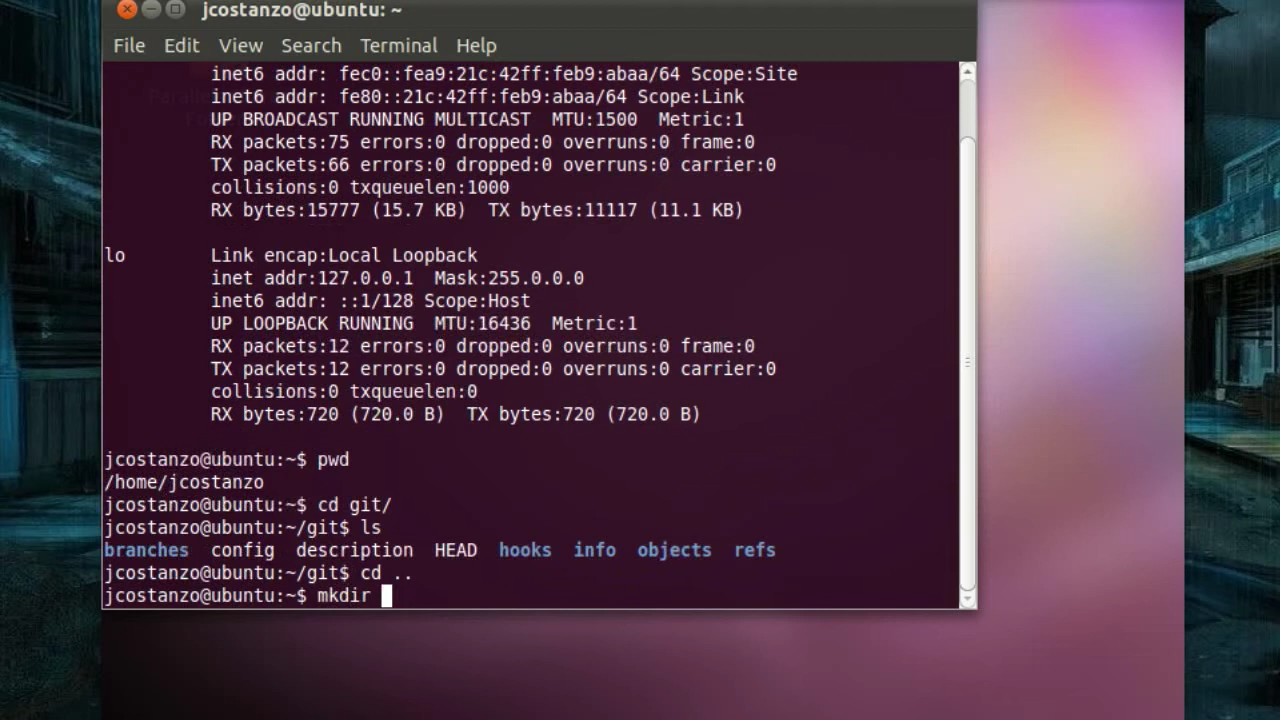 jcostanzo@ubuntu: ~
File Edit View Search Terminal Help
inet6 addr: fec0::fea9:21c:42ff:feb9:abaa/64 Scope:Site
inet6 addr: fe80::21c:42ff:feb9:abaa/64 Scope:Link
UP BROADCAST RUNNING MULTICAST  MTU:1500  Metric:1
RX packets:75 errors:0 dropped:0 overruns:0 frame:0
TX packets:66 errors:0 dropped:0 overruns:0 carrier:0
collisions:0 txqueuelen:1000
RX bytes:15777 (15.7 KB)  TX bytes:11117 (11.1 KB)
lo        Link encap:Local Loopback
inet addr:127.0.0.1  Mask:255.0.0.0
inet6 addr: ::1/128 Scope:Host
UP LOOPBACK RUNNING  MTU:16436  Metric:1
RX packets:12 errors:0 dropped:0 overruns:0 frame:0
TX packets:12 errors:0 dropped:0 overruns:0 carrier:0
collisions:0 txqueuelen:0
RX bytes:720 (720.0 B)  TX bytes:720 (720.0 B)
jcostanzo@ubuntu:~$ pwd
/home/jcostanzo
jcostanzo@ubuntu:~$ cd git/
jcostanzo@ubuntu:~/git$ ls
branches  config  description  HEAD  hooks  info  objects  refs
jcostanzo@ubuntu:~/git$ cd ..
jcostanzo@ubuntu:~$ mkdir